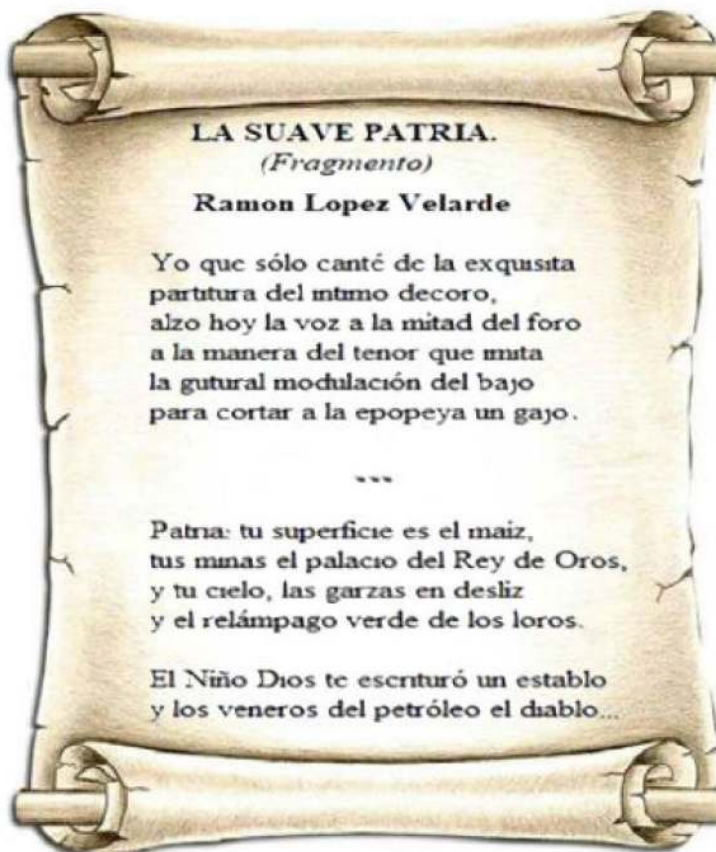 LA SUAVE PATRIA.
(Fragmento)
Ramon Lopez Velarde
Yo que sólo canté de la exquisita
partitura del intimo decoro,
alzo hoy la voz a la mitad del foro
a la manera del tenor que imita
la gutural modulación del bajo
para cortar a la epopeya un gajo.
---
Patria: tu superficie es el maiz,
tus minas el palacio del Rey de Oros,
y tu cielo, las garzas en desliz
y el relámpago verde de los loros.
El Niño Dios te escrituró un establo
y los veneros del petróleo el diablo...